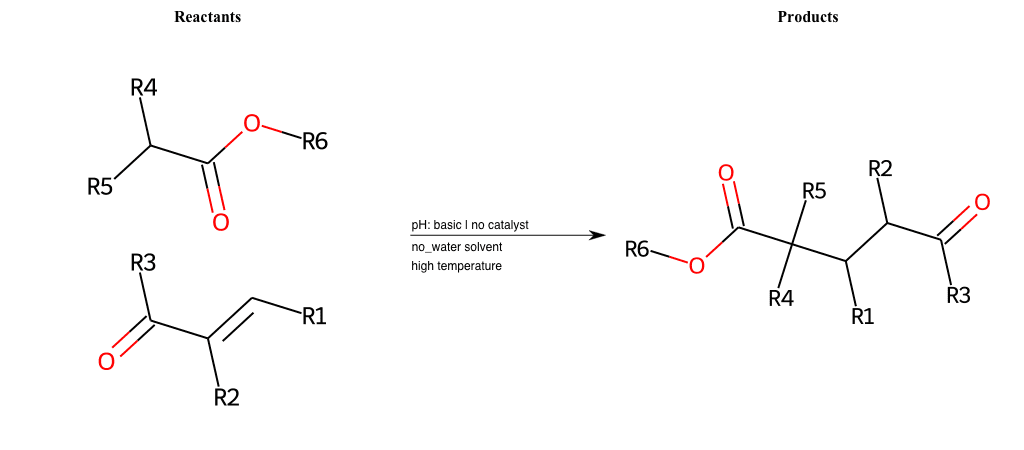 Reactants
Products
R4
O
R6
R5
O
R3
R1
O
R2
pH: basic | no catalyst
no_water solvent
high temperature
O
R5
R2
O
R6
O
R4
R1
R3